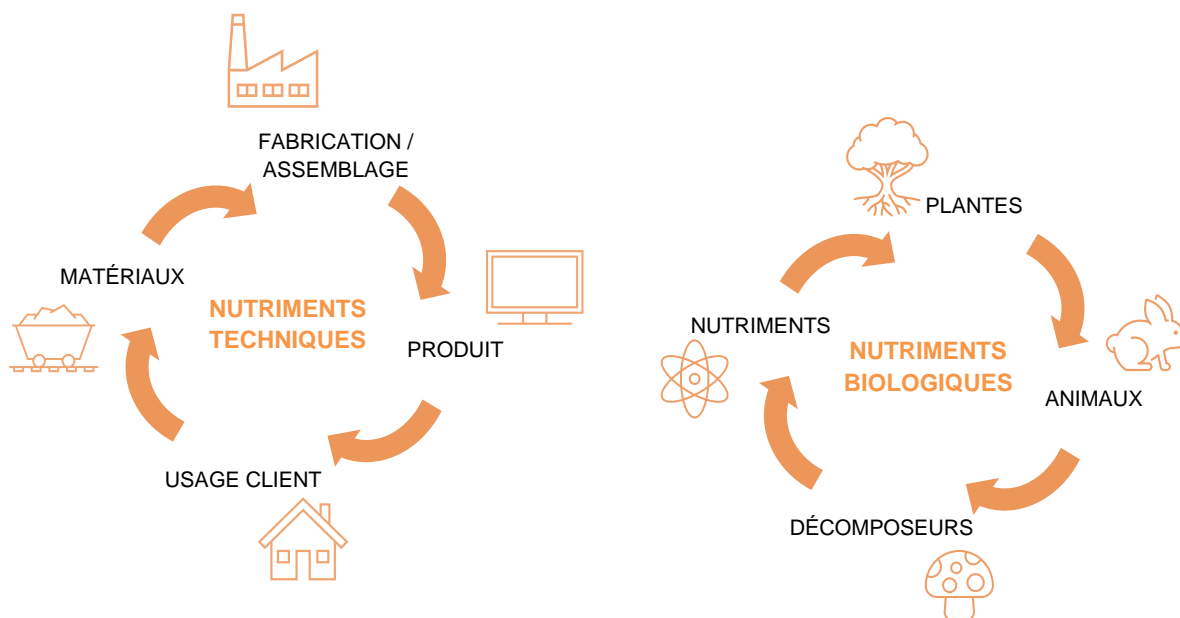 FABRICATION /
ASSEMBLAGE
MATÉRIAUX
NUTRIMENTS
TECHNIQUES
PRODUIT
USAGE CLIENT
PLANTES
NUTRIMENTS
NUTRIMENTS
BIOLOGIQUES
ANIMAUX
DÉCOMPOSEURS